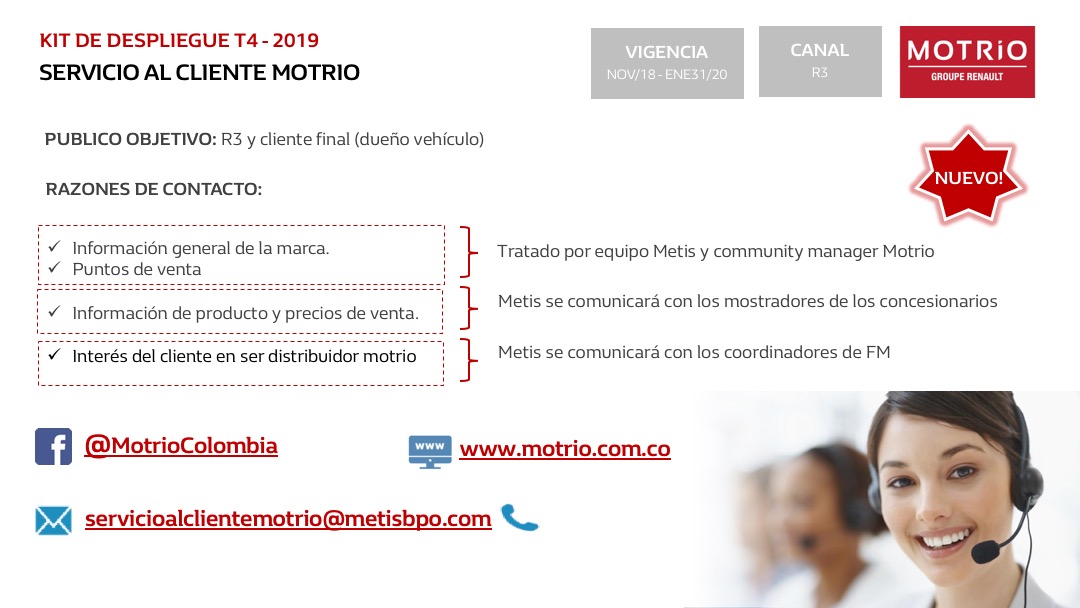 KIT DE DESPLIEGUE T4 - 2019
SERVICIO AL CLIENTE MOTRIO
VIGENCIA
NOV/18 - ENE31/20
CANAL
R3
MOTRiO
GROUPE RENAULT
PUBLICO OBJETIVO: R3 y cliente final (dueño vehículo)
NUEVO!
RAZONES DE CONTACTO:
✓ Información general de la marca.
✓ Puntos de venta
Tratado por equipo Metis y community manager Motrio
✓ Información de producto y precios de venta.
Metis se comunicará con los mostradores de los concesionarios
✓ Interés del cliente en ser distribuidor motrio
Metis se comunicará con los coordinadores de FM
f
@MotrioColombia
www
www.motrio.com.co
servicioalclientemotrio@metisbpo.com